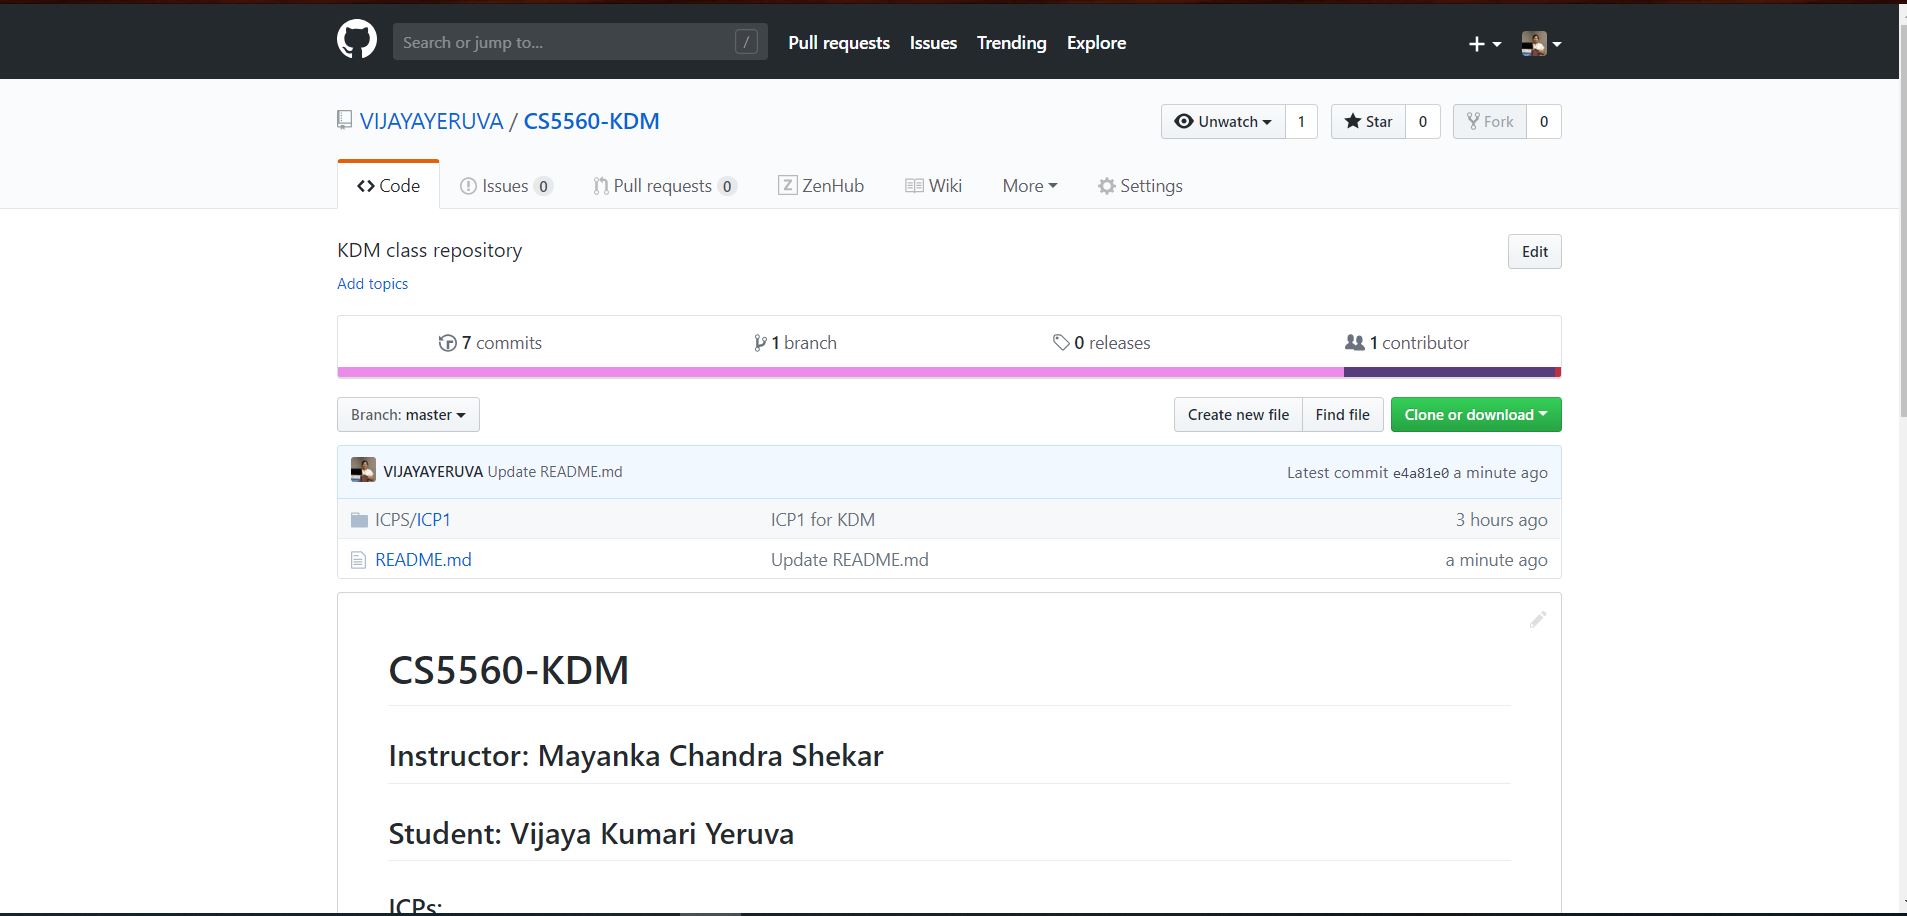 Search or jump to... / Pull requests Issues Trending Explore
VIJAYAYERUVA / CS5560-KDM Unwatch 1 Star 0 Fork 0
Code Issues 0 Pull requests 0 Z ZenHub Wiki More Settings
KDM class repository Edit
Add topics
7 commits 1 branch 0 releases 1 contributor
Branch: master Create new file Find file Clone or download
VIJAYAYERUVA Update README.md Latest commit e4a81e0 a minute ago
ICPS/ICP1 ICP1 for KDM 3 hours ago
README.md Update README.md a minute ago
CS5560-KDM
Instructor: Mayanka Chandra Shekar
Student: Vijaya Kumari Yeruva
ICPs: